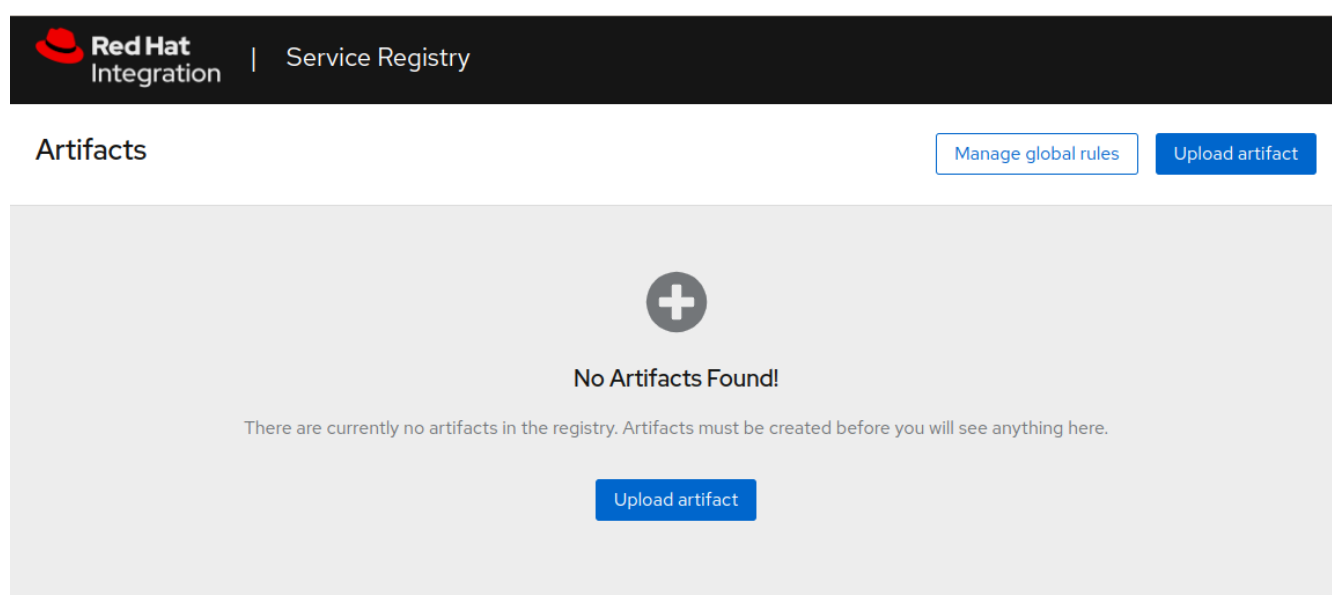 Red Hat
Integration | Service Registry
Artifacts
Manage global rules
Upload artifact
No Artifacts Found!
There are currently no artifacts in the registry. Artifacts must be created before you will see anything here.
Upload artifact